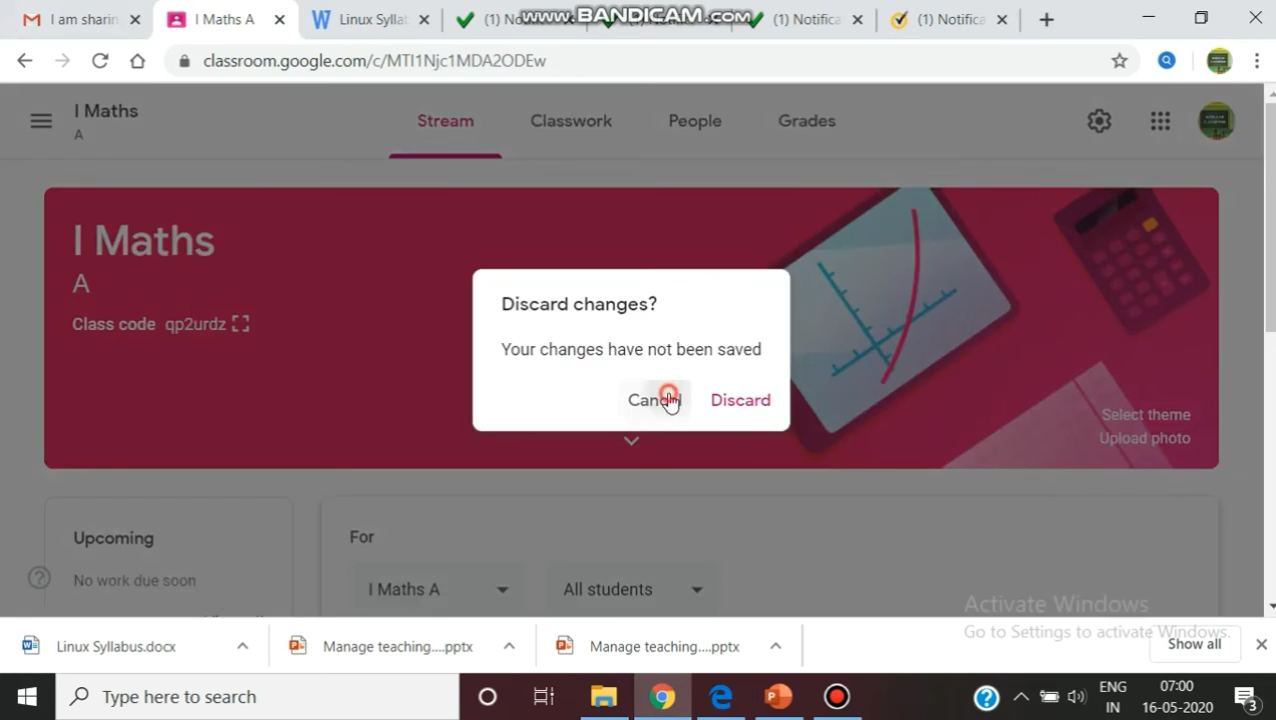 I am sharin
I Maths A
Linux Syllab
(1) Noti
(1) Notifica
www.BANDICAM.com
classroom.google.com/c/MTI1Njc1MDA2ODEw
I Maths
A
Stream
Classwork
People
Grades
I Maths
A
Class code qp2urdz
Discard changes?
Your changes have not been saved
Cancel
Discard
Select theme
Upload photo
Upcoming
No work due soon
For
I Maths A
All students
Activate Windows
Go to Settings to activate Windows.
Linux Syllabus.docx
Manage teaching....pptx
Manage teaching....pptx
Show all
Type here to search
ENG
IN
07:00
16-05-2020
3